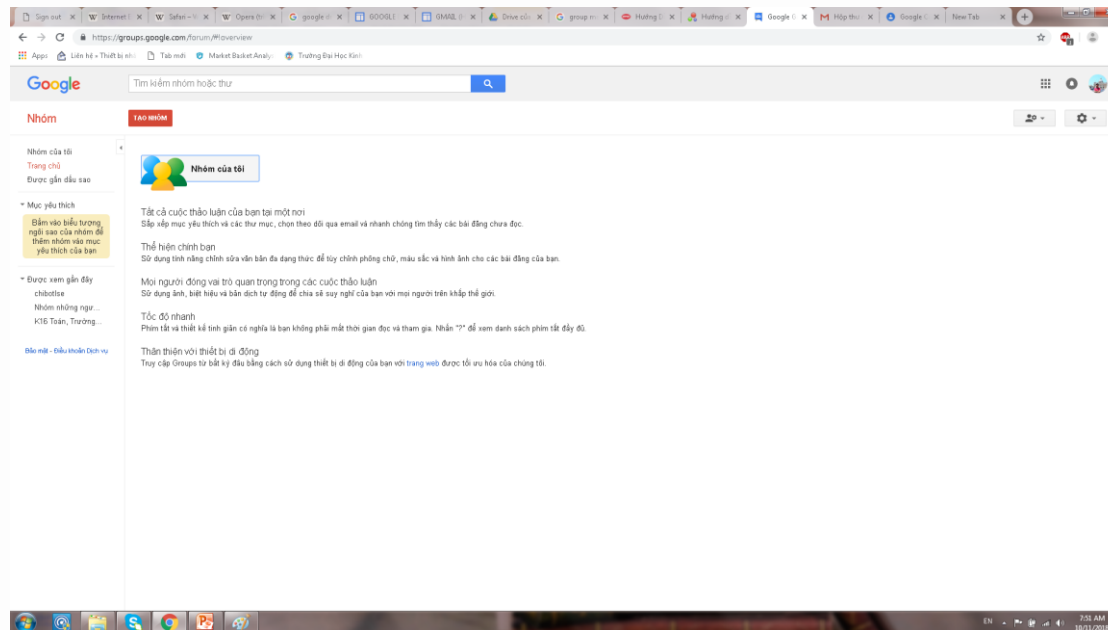 Sign out
W Internet E
W Safari – W
W Opera (tr
G google dr
GOOGLE
GMAIL (
Drive của
G group m
Hướng D
Hướng d
Google G
Hộp thư
Google C
New Tab
https://groups.google.com/forum/#!overview
Apps
Liên hệ - Thiết bị nhà
Tab mới
Market Basket Analy
Trường Đại Học Kinh
Google
Tìm kiếm nhóm hoặc thư
Nhóm
TẠO NHÓM
Nhóm của tôi
Trang chủ
Được gắn dấu sao
Mục yêu thích
Bấm vào biểu tượng
ngôi sao của nhóm để
thêm nhóm vào mục
yêu thích của bạn
Được xem gần đây
chibotlse
Nhóm những ngư...
K16 Toán, Trường...
Bảo mật - Điều khoản Dịch vụ
Nhóm của tôi
Tất cả cuộc thảo luận của bạn tại một nơi
Sắp xếp mục yêu thích và các thư mục, chọn theo dõi qua email và nhanh chóng tìm thấy các bài đăng chưa đọc.
Thể hiện chính bạn
Sử dụng tính năng chỉnh sửa văn bản đa dạng thức để tùy chỉnh phông chữ, màu sắc và hình ảnh cho các bài đăng của bạn.
Mọi người đóng vai trò quan trọng trong các cuộc thảo luận
Sử dụng ảnh, biệt hiệu và bản dịch tự động để chia sẻ suy nghĩ của bạn với mọi người trên khắp thế giới.
Tốc độ nhanh
Phím tắt và thiết kế tinh giản có nghĩa là bạn không phải mất thời gian đọc và tham gia. Nhấn "?" để xem danh sách phím tắt đầy đủ.
Thân thiện với thiết bị di động
Truy cập Groups từ bất kỳ đâu bằng cách sử dụng thiết bị di động của bạn với trang web được tối ưu hóa của chúng tôi.
EN
7:51 AM
10/11/2018